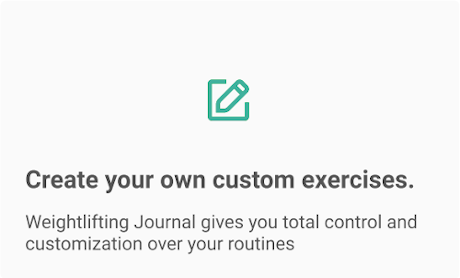 Create your own custom exercises.
Weightlifting Journal gives you total control and
customization over your routines